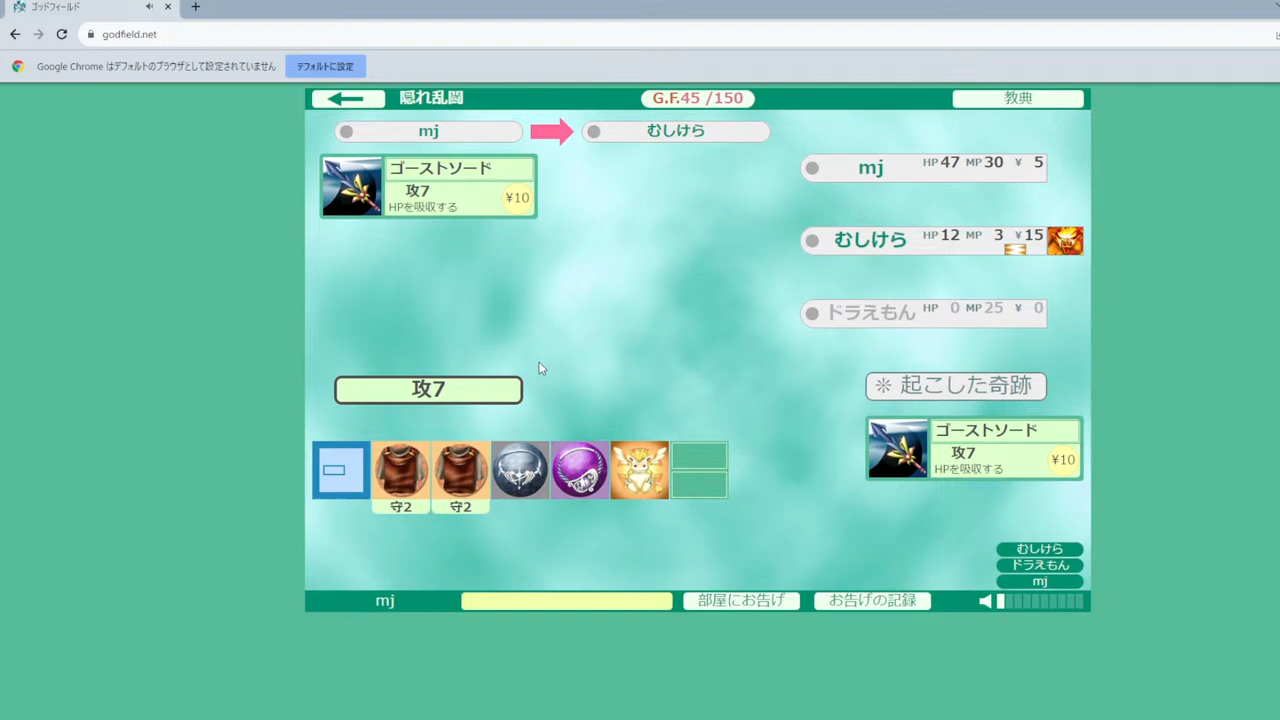 ゴッドフィールド
godfield.net
Google Chrome はデフォルトのブラウザとして設定されていません
デフォルトに設定
隠れ乱闘
G.F.45 /150
教典
mj
むしけら
ゴーストソード
攻7
HPを吸収する
¥10
mj HP 47 MP 30 ¥ 5
むしけら HP 12 MP 3 ¥ 15
ドラえもん HP 0 MP 25 ¥ 0
攻7
※ 起こした奇跡
ゴーストソード
攻7
HPを吸収する
¥10
守2
守2
むしけら
ドラえもん
mj
mj
部屋にお告げ
お告げの記録